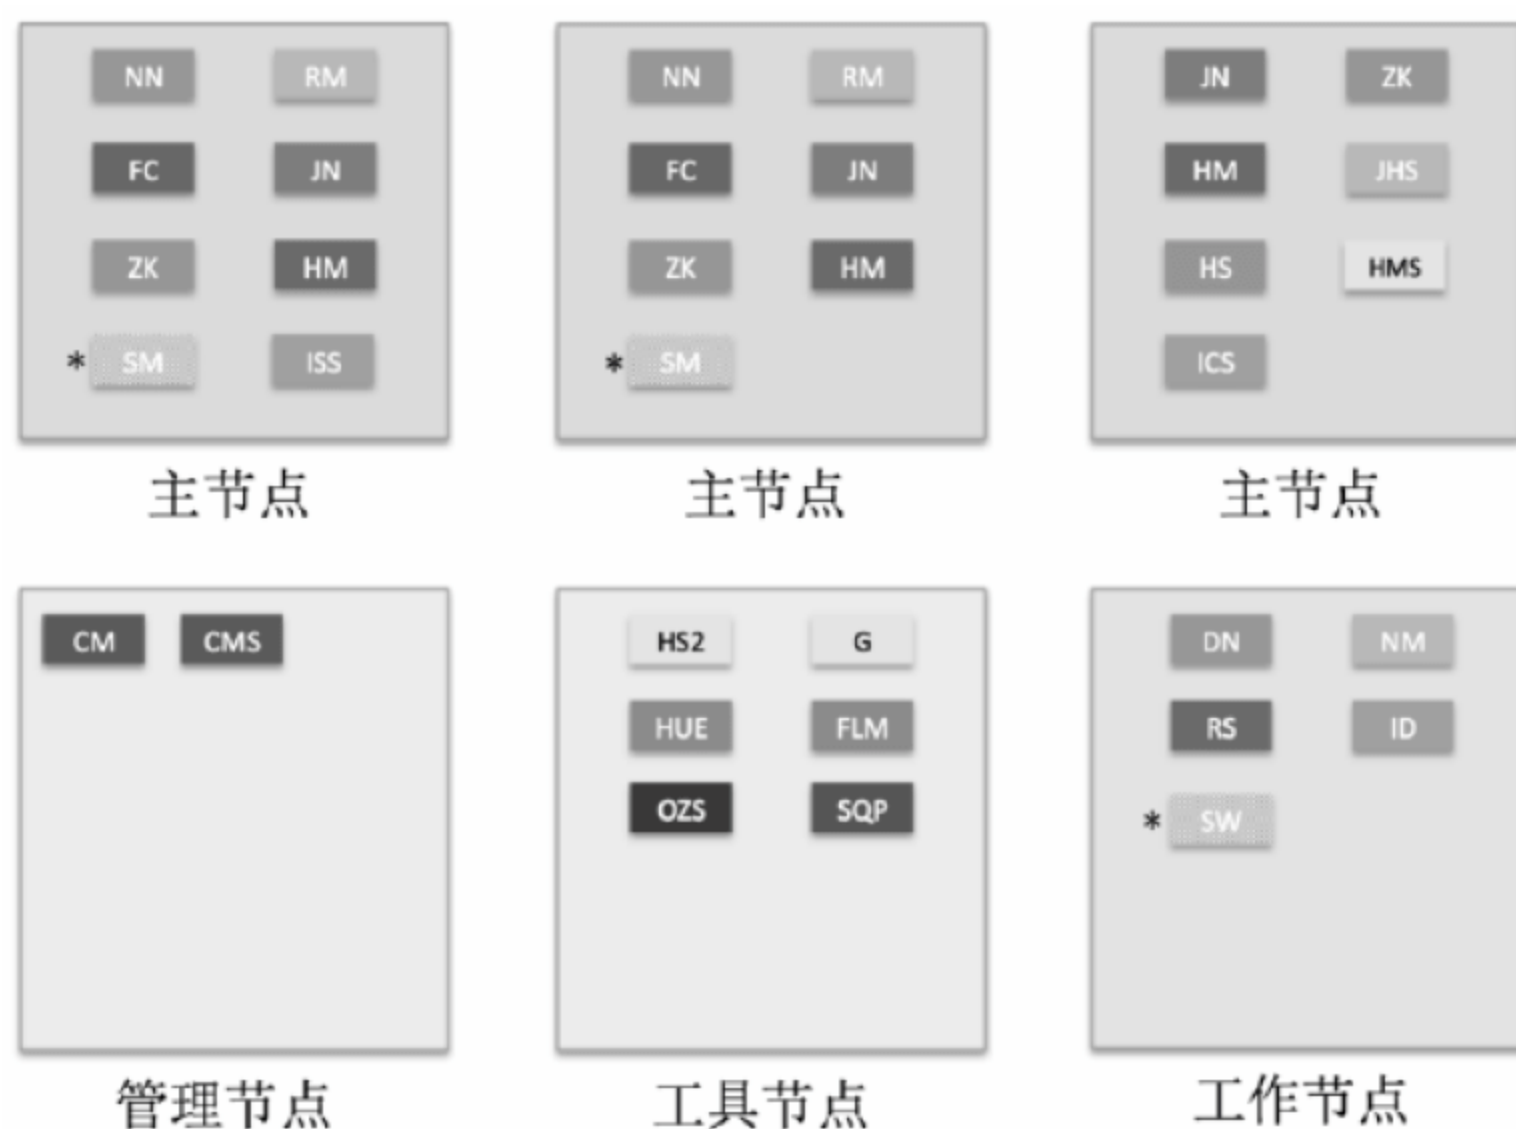 NN RM
FC JN
ZK HM
* SM ISS
主节点
NN RM
FC JN
ZK HM
* SM
主节点
JN ZK
HM JHS
HS HMS
ICS
主节点
CM CMS
管理节点
HS2 G
HUE FLM
OZS SQP
工具节点
DN NM
RS ID
* SW
工作节点